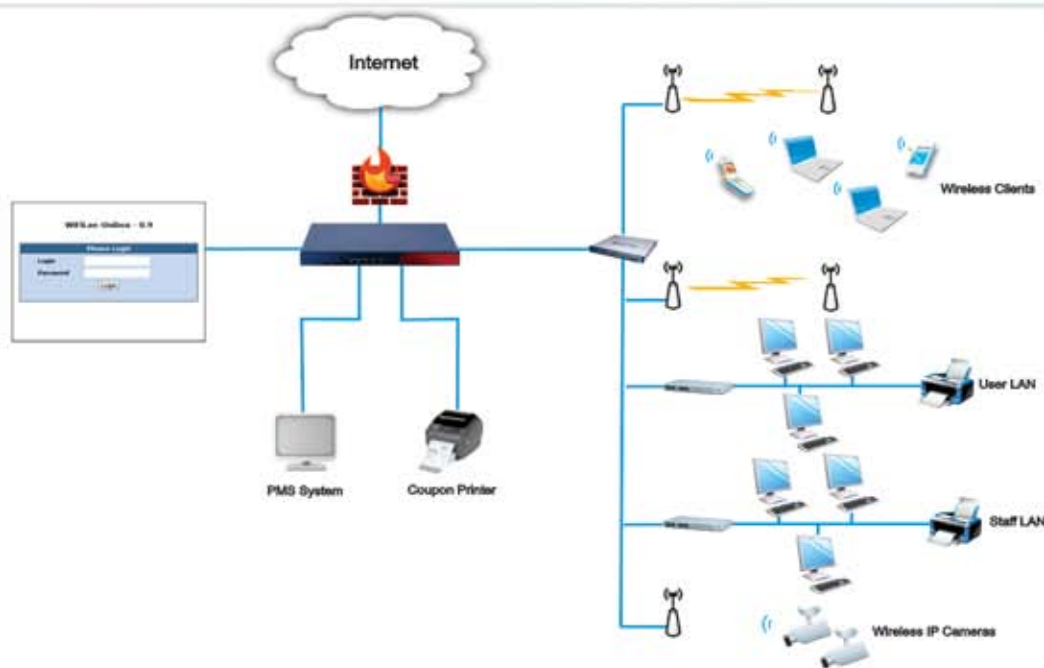 Internet
Please Login
Login
Password
Login
PMS System
Coupon Printer
Wireless Clients
User LAN
Staff LAN
Wireless IP Cameras